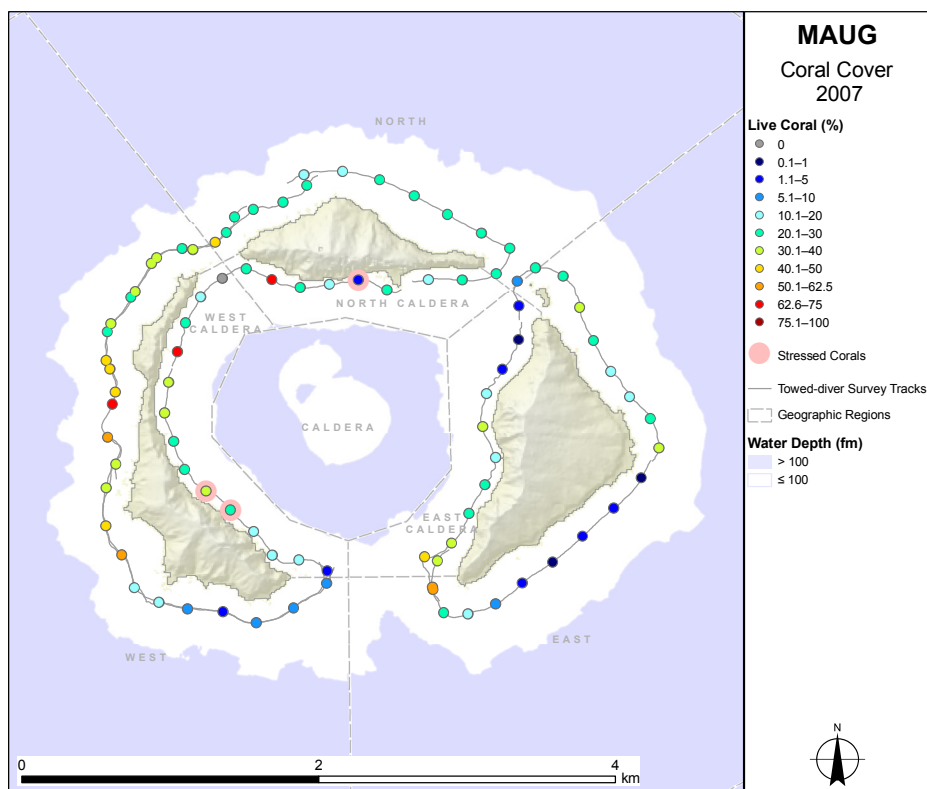 MAUG
Coral Cover
2007
Live Coral (%)
0
0.1–1
1.1–5
5.1–10
10.1–20
20.1–30
30.1–40
40.1–50
50.1–62.5
62.6–75
75.1–100
Stressed Corals
Towed-diver Survey Tracks
Geographic Regions
Water Depth (fm)
> 100
≤ 100
N
NORTH
NORTH CALDERA
WEST
CALDERA
CALDERA
EAST
CALDERA
WEST
EAST
0 2 4
km